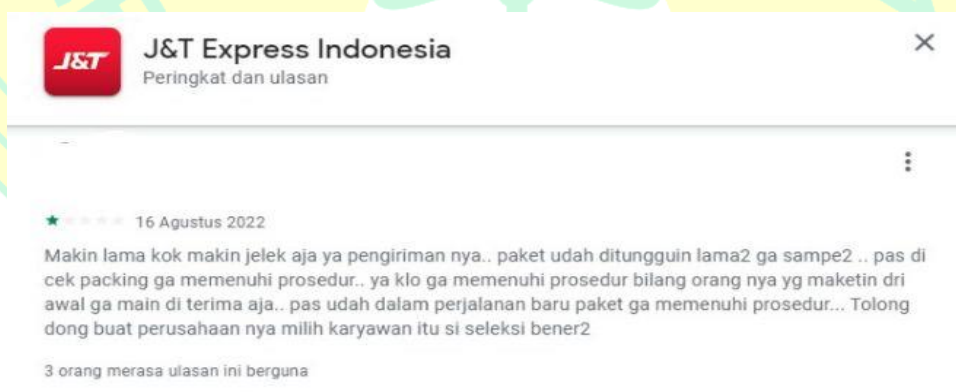 J&T
J&T Express Indonesia
Peringkat dan ulasan
16 Agustus 2022
Makin lama kok makin jelek aja ya pengiriman nya.. paket udah ditungguin lama2 ga sampe2 .. pas di
cek packing ga memenuhi prosedur.. ya klo ga memenuhi prosedur bilang orang nya yg maketin dri
awal ga main di terima aja.. pas udah dalam perjalanan baru paket ga memenuhi prosedur... Tolong
dong buat perusahaan nya milih karyawan itu si seleksi bener2
3 orang merasa ulasan ini berguna